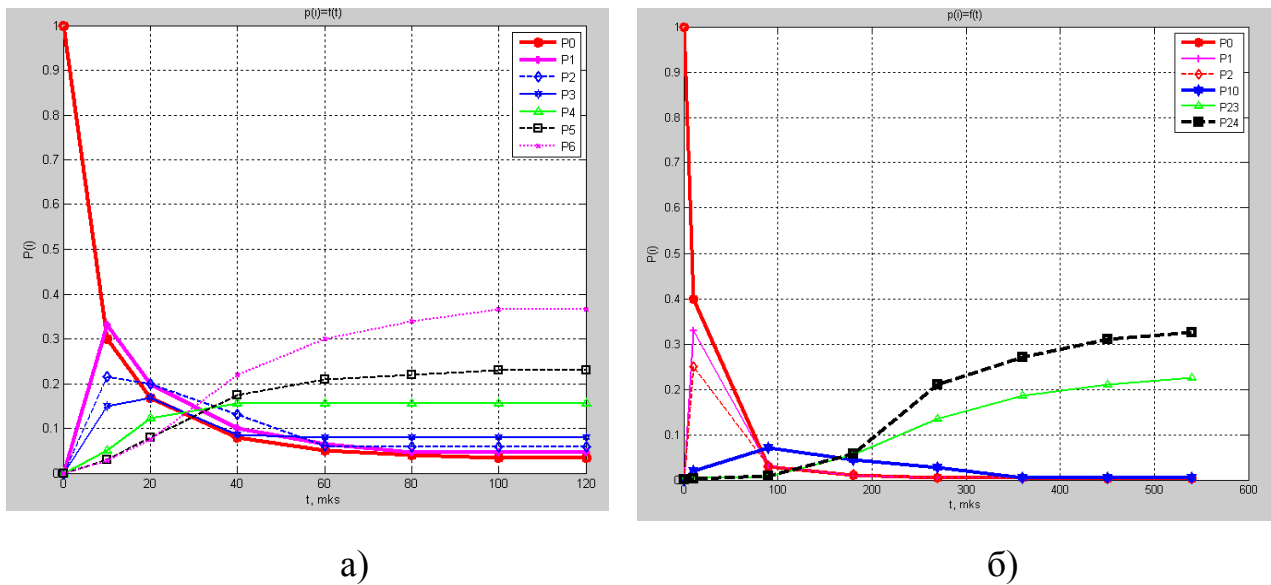 p(i)=f(t)
P(i)
1
0.9
0.8
0.7
0.6
0.5
0.4
0.3
0.2
0.1
0
0 20 40 60 80 100 120
t, mks
P0
P1
P2
P3
P4
P5
P6
а)
p(i)=f(t)
P(i)
1
0.9
0.8
0.7
0.6
0.5
0.4
0.3
0.2
0.1
0
0 100 200 300 400 500 600
t, mks
P0
P1
P2
P10
P23
P24
б)